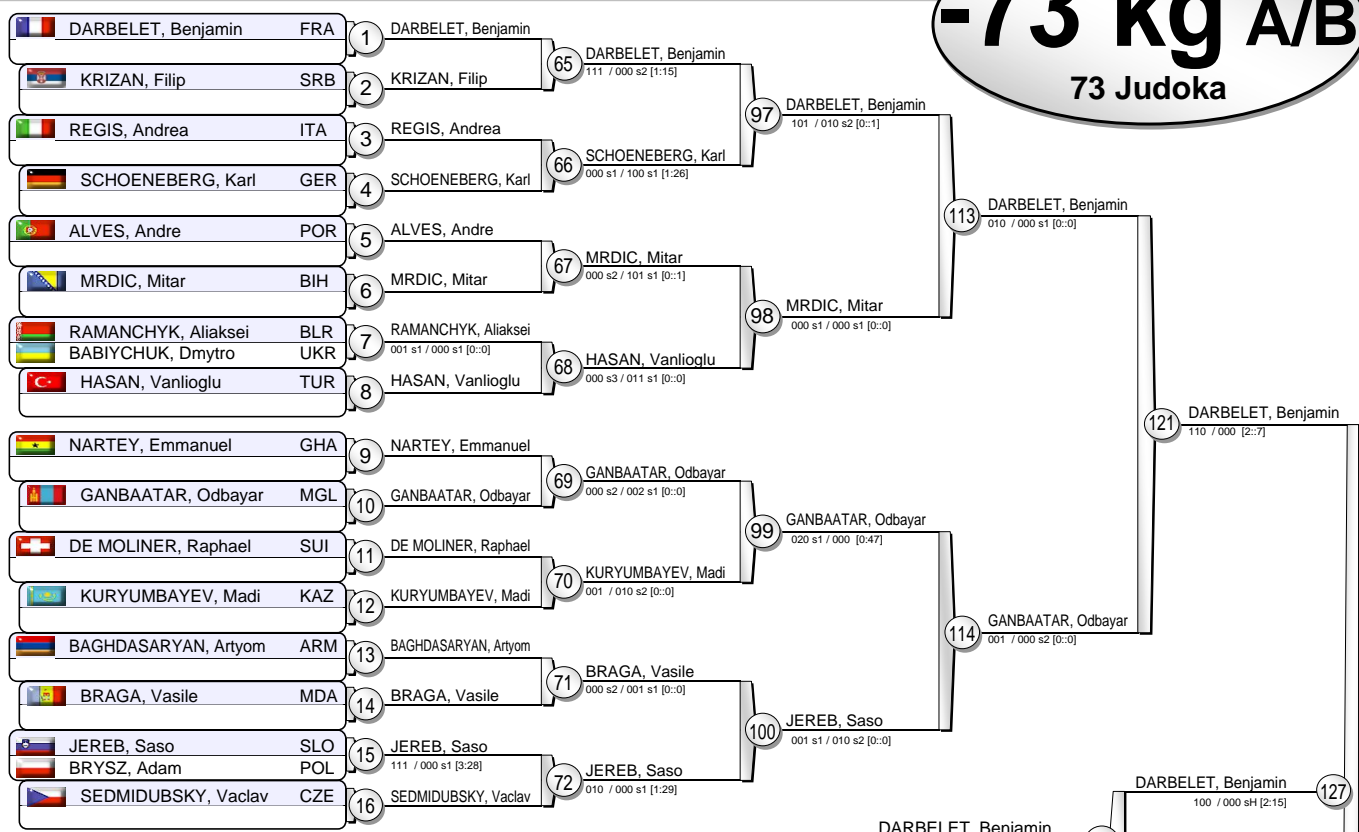 -73 kg A/B
73 Judoka
DARBELET, Benjamin FRA
KRIZAN, Filip SRB
REGIS, Andrea ITA
SCHOENEBERG, Karl GER
ALVES, Andre POR
MRDIC, Mitar BIH
RAMANCHYK, Aliaksei BLR
BABIYCHUK, Dmytro UKR
HASAN, Vanlioglu TUR
NARTEY, Emmanuel GHA
GANBAATAR, Odbayar MGL
DE MOLINER, Raphael SUI
KURYUMBAYEV, Madi KAZ
BAGHDASARYAN, Artyom ARM
BRAGA, Vasile MDA
JEREB, Saso SLO
BRYSZ, Adam POL
SEDMIDUBSKY, Vaclav CZE
1 DARBELET, Benjamin
2 KRIZAN, Filip
3 REGIS, Andrea
4 SCHOENEBERG, Karl
5 ALVES, Andre
6 MRDIC, Mitar
7 RAMANCHYK, Aliaksei
001 s1 / 000 s1 [0::0]
8 HASAN, Vanlioglu
9 NARTEY, Emmanuel
10 GANBAATAR, Odbayar
11 DE MOLINER, Raphael
12 KURYUMBAYEV, Madi
13 BAGHDASARYAN, Artyom
14 BRAGA, Vasile
15 JEREB, Saso
111 / 000 s1 [3:28]
16 SEDMIDUBSKY, Vaclav
65 DARBELET, Benjamin
111 / 000 s2 [1:15]
66 SCHOENEBERG, Karl
000 s1 / 100 s1 [1:26]
67 MRDIC, Mitar
000 s2 / 101 s1 [0::1]
68 HASAN, Vanlioglu
000 s3 / 011 s1 [0::0]
69 GANBAATAR, Odbayar
000 s2 / 002 s1 [0::0]
70 KURYUMBAYEV, Madi
001 / 010 s2 [0::0]
71 BRAGA, Vasile
000 s2 / 001 s1 [0::0]
72 JEREB, Saso
010 / 000 s1 [1:29]
97 DARBELET, Benjamin
101 / 010 s2 [0::1]
98 MRDIC, Mitar
000 s1 / 000 s1 [0::0]
99 GANBAATAR, Odbayar
020 s1 / 000 [0:47]
100 JEREB, Saso
001 s1 / 010 s2 [0::0]
113 DARBELET, Benjamin
010 / 000 s1 [0::0]
114 GANBAATAR, Odbayar
001 / 000 s2 [0::0]
121 DARBELET, Benjamin
110 / 000 [2::7]
DARBELET, Benjamin 127
100 / 000 sH [2:15]
DARBELET, Benjamin